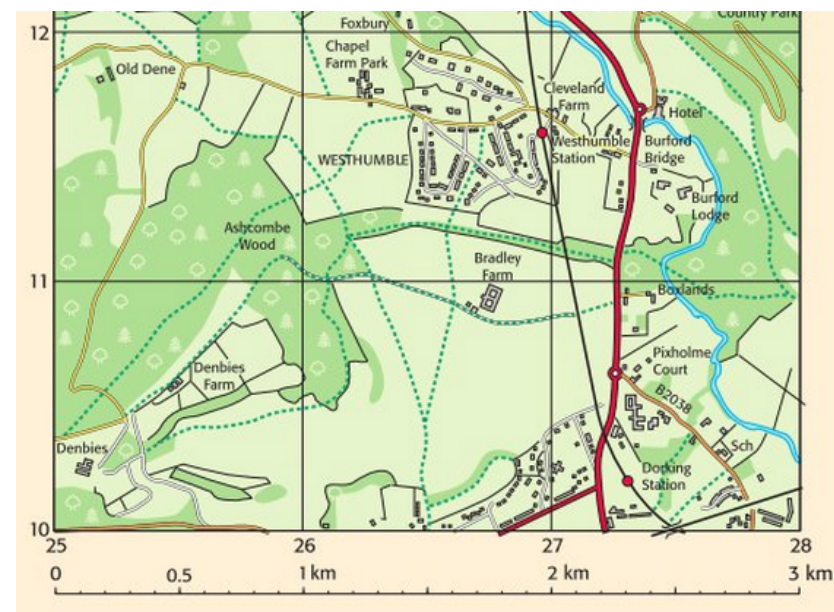 12
Foxbury
Country Park
Chapel
Farm Park
Old Dene
Cleveland
Farm
Hotel
WESTHUMBLE
Westhumble
Station
Burford
Bridge
Burford
Lodge
Ashcombe
Wood
11
Bradley
Farm
Boxlands
Denbies
Farm
Pixholme
Court
B2038
Denbies
Sch
Dorking
Station
10
25
26
27
28
0
0.5
1 km
2 km
3 km